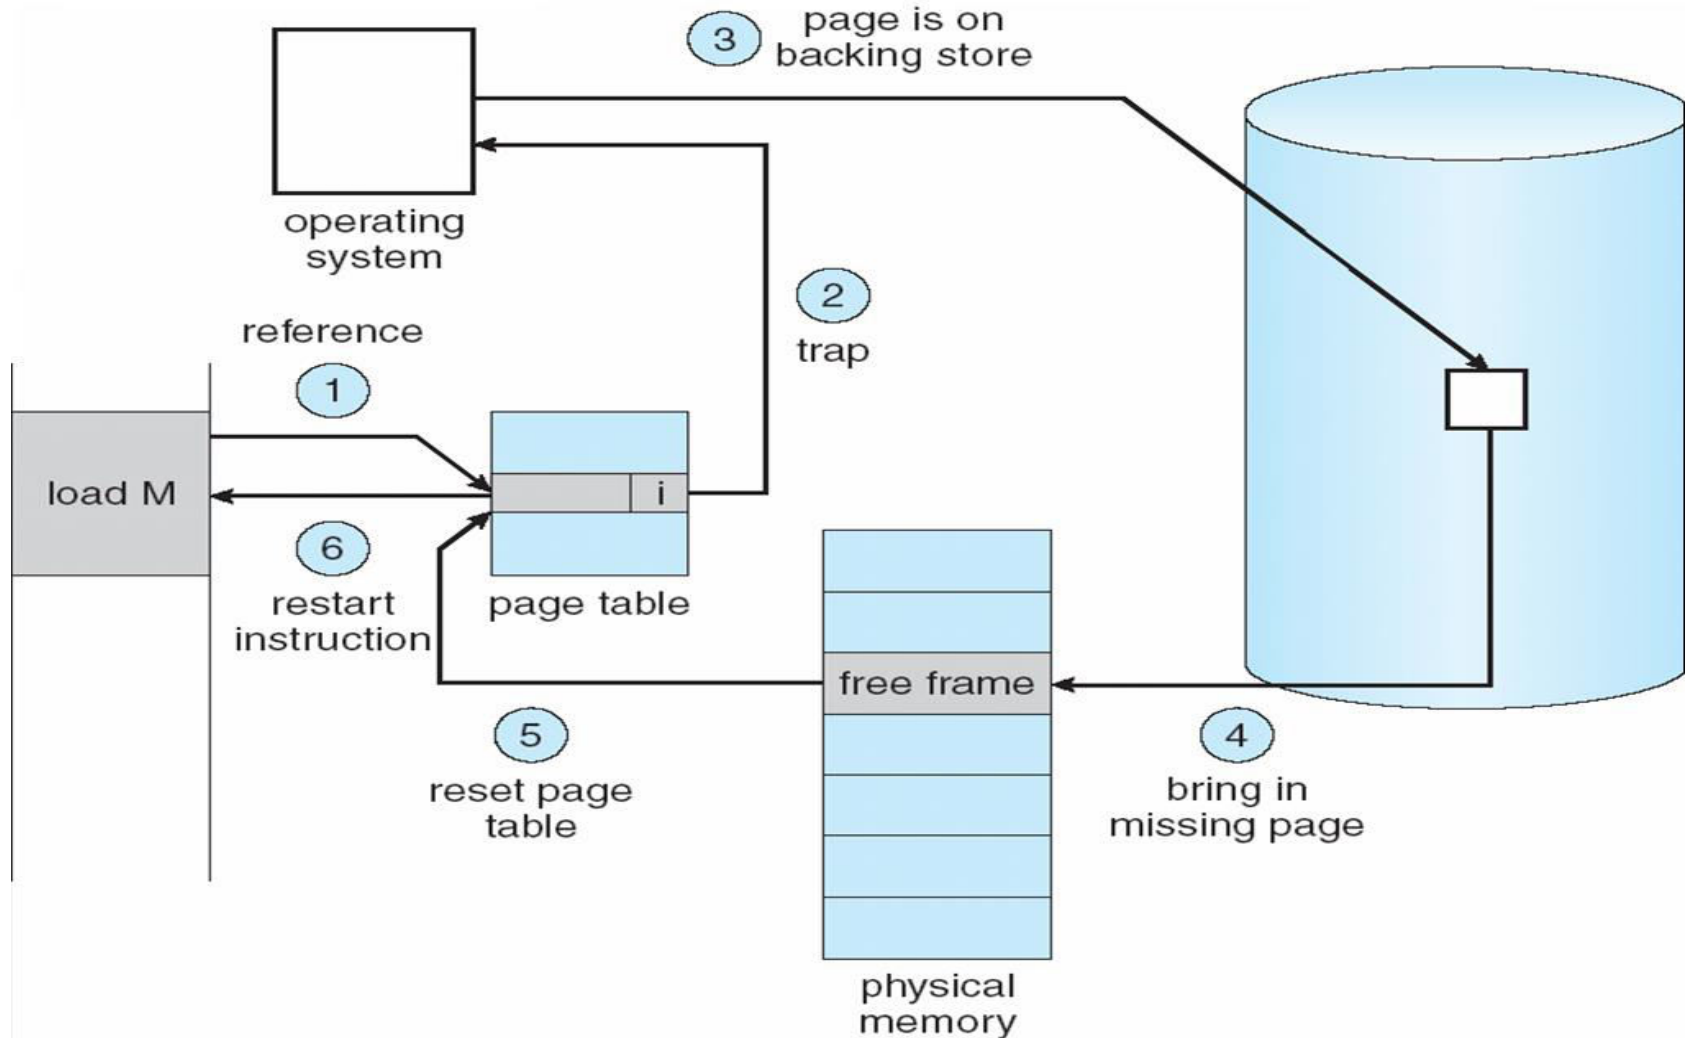 3
page is on
backing store
operating
system
2
trap
reference
1
load M
i
6
restart
instruction
page table
free frame
5
reset page
table
4
bring in
missing page
physical
memory